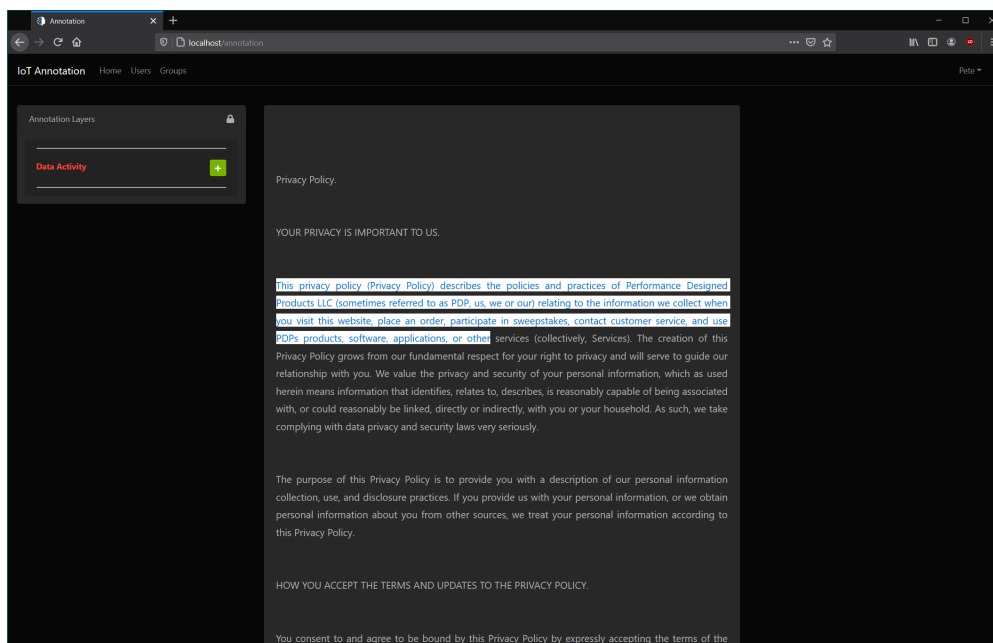 Annotation
localhost/annotation
IoT Annotation Home Users Groups Pete
Annotation Layers
Data Activity
+
Privacy Policy.
YOUR PRIVACY IS IMPORTANT TO US.
This privacy policy (Privacy Policy) describes the policies and practices of Performance Designed
Products LLC (sometimes referred to as PDP, us, we or our) relating to the information we collect when
you visit this website, place an order, participate in sweepstakes, contact customer service, and use
PDPs products, software, applications, or other services (collectively, Services). The creation of this
Privacy Policy grows from our fundamental respect for your right to privacy and will serve to guide our
relationship with you. We value the privacy and security of your personal information, which as used
herein means information that identifies, relates to, describes, is reasonably capable of being associated
with, or could reasonably be linked, directly or indirectly, with you or your household. As such, we take
complying with data privacy and security laws very seriously.
The purpose of this Privacy Policy is to provide you with a description of our personal information
collection, use, and disclosure practices. If you provide us with your personal information, or we obtain
personal information about you from other sources, we treat your personal information according to
this Privacy Policy.
HOW YOU ACCEPT THE TERMS AND UPDATES TO THE PRIVACY POLICY.
You consent to and agree to be bound by this Privacy Policy by expressly accepting the terms of the